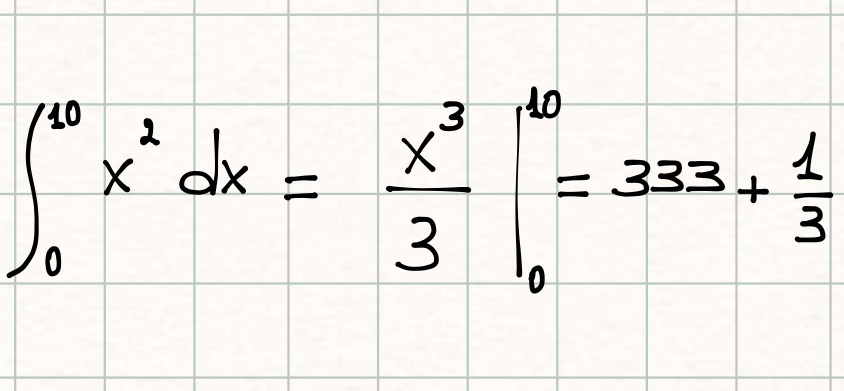 ∫₀¹⁰ x² dx = x³/3 |₀¹⁰ = 333 + 1/3